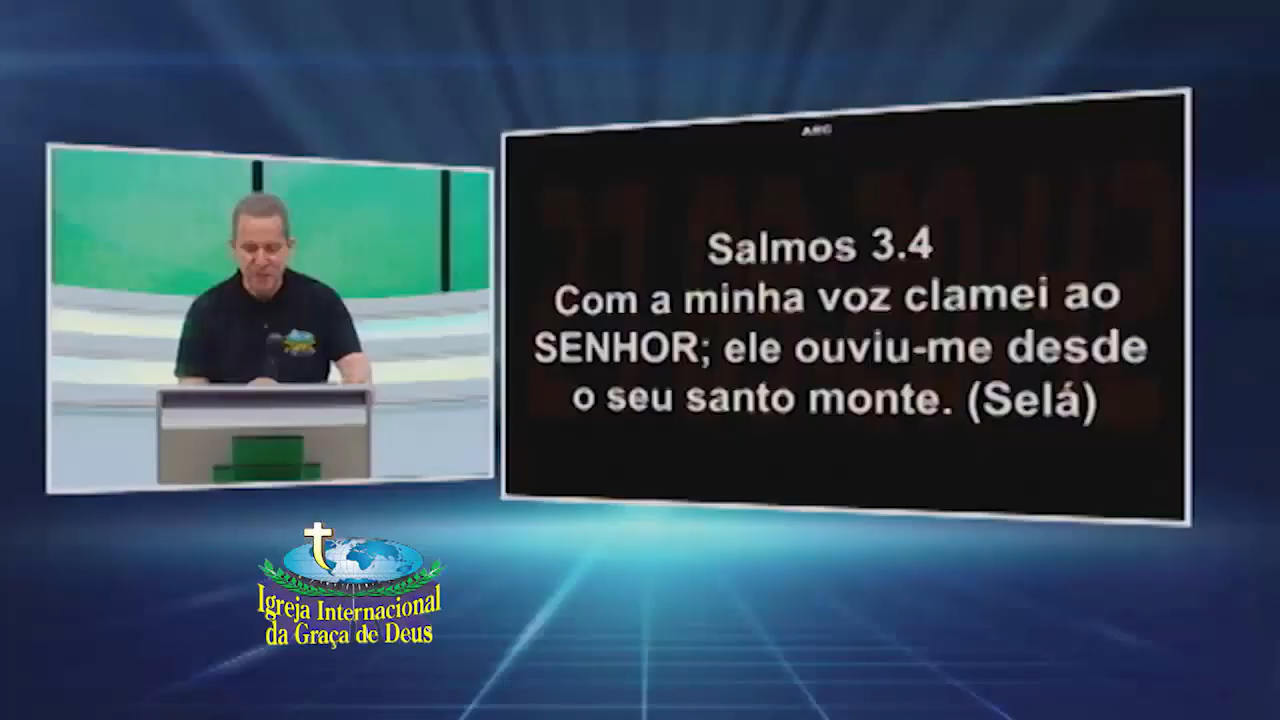 ARC
Salmos 3.4
Com a minha voz clamei ao
SENHOR; ele ouviu-me desde
o seu santo monte. (Selá)
Igreja Internacional
da Graça de Deus